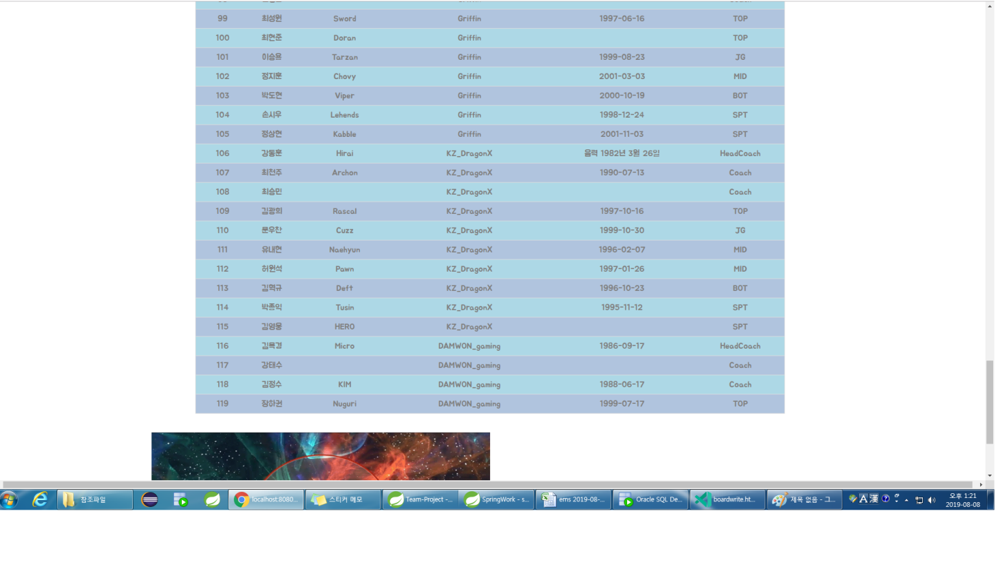 99 최성원 Sword Griffin 1997-06-16 TOP
100 최현준 Doran Griffin TOP
101 이승용 Tarzan Griffin 1999-08-23 JG
102 정지훈 Chovy Griffin 2001-03-03 MID
103 박도현 Viper Griffin 2000-10-19 BOT
104 손시우 Lehends Griffin 1998-12-24 SPT
105 정상현 Kabble Griffin 2001-11-03 SPT
106 강동훈 Hirai KZ_DragonX 음력 1982년 3월 26일 HeadCoach
107 최천주 Archon KZ_DragonX 1990-07-13 Coach
108 최승민 KZ_DragonX Coach
109 김광희 Rascal KZ_DragonX 1997-10-16 TOP
110 문우찬 Cuzz KZ_DragonX 1999-10-30 JG
111 유내현 Naehyun KZ_DragonX 1996-02-07 MID
112 허원석 Pawn KZ_DragonX 1997-01-26 MID
113 김혁규 Deft KZ_DragonX 1996-10-23 BOT
114 박종익 Tusin KZ_DragonX 1995-11-12 SPT
115 김영웅 HERO KZ_DragonX SPT
116 김목경 Micro DAMWON_gaming 1986-09-17 HeadCoach
117 강태수 DAMWON_gaming Coach
118 김정수 KIM DAMWON_gaming 1988-06-17 Coach
119 장하권 Nuguri DAMWON_gaming 1999-07-17 TOP
참조파일 localhost:8080... 스티커 메모 Team-Project -... SpringWork - s... ems 2019-08-... Oracle SQL De... boardwrite.ht... 제목 없음 - 그... A 漢 오후 1:21
2019-08-08